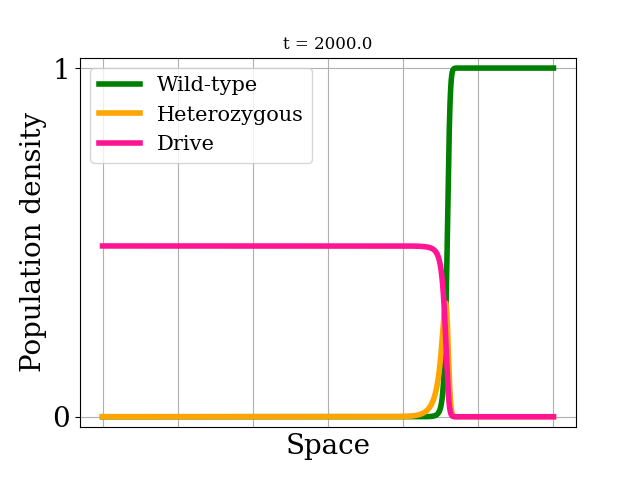 t = 2000.0
1
Wild-type
Heterozygous
Drive
Population density
0
Space